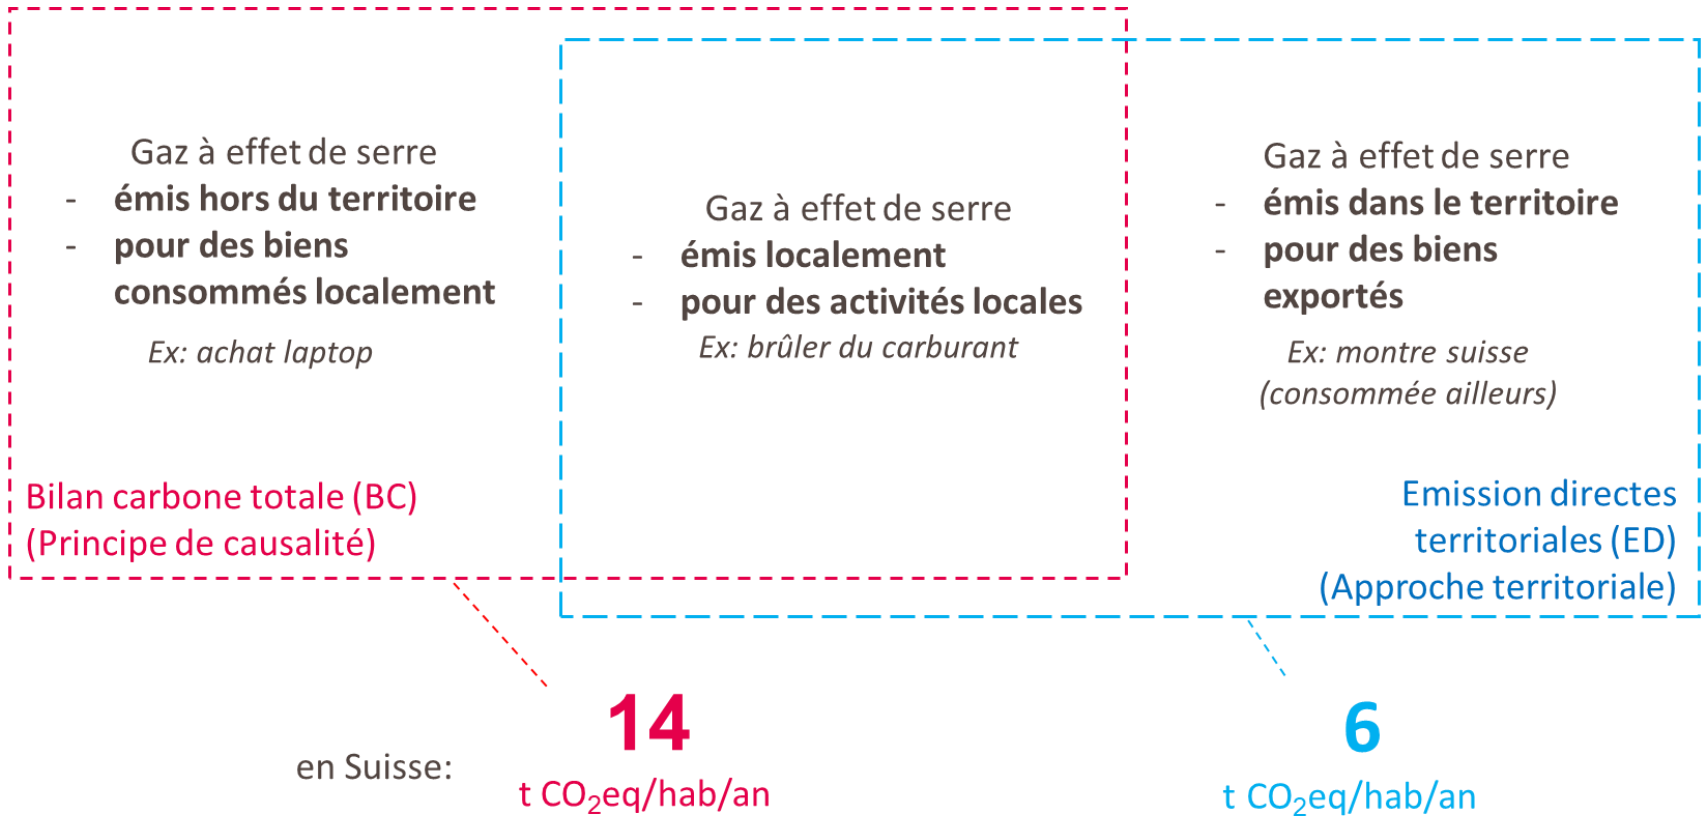 Gaz à effet de serre
- émis hors du territoire
- pour des biens
consommés localement
Ex: achat laptop
Gaz à effet de serre
- émis localement
- pour des activités locales
Ex: brûler du carburant
Gaz à effet de serre
- émis dans le territoire
- pour des biens
exportés
Ex: montre suisse
(consommée ailleurs)
Bilan carbone totale (BC)
(Principe de causalité)
Emission directes
territoriales (ED)
(Approche territoriale)
en Suisse:
14
t CO₂eq/hab/an
6
t CO₂eq/hab/an